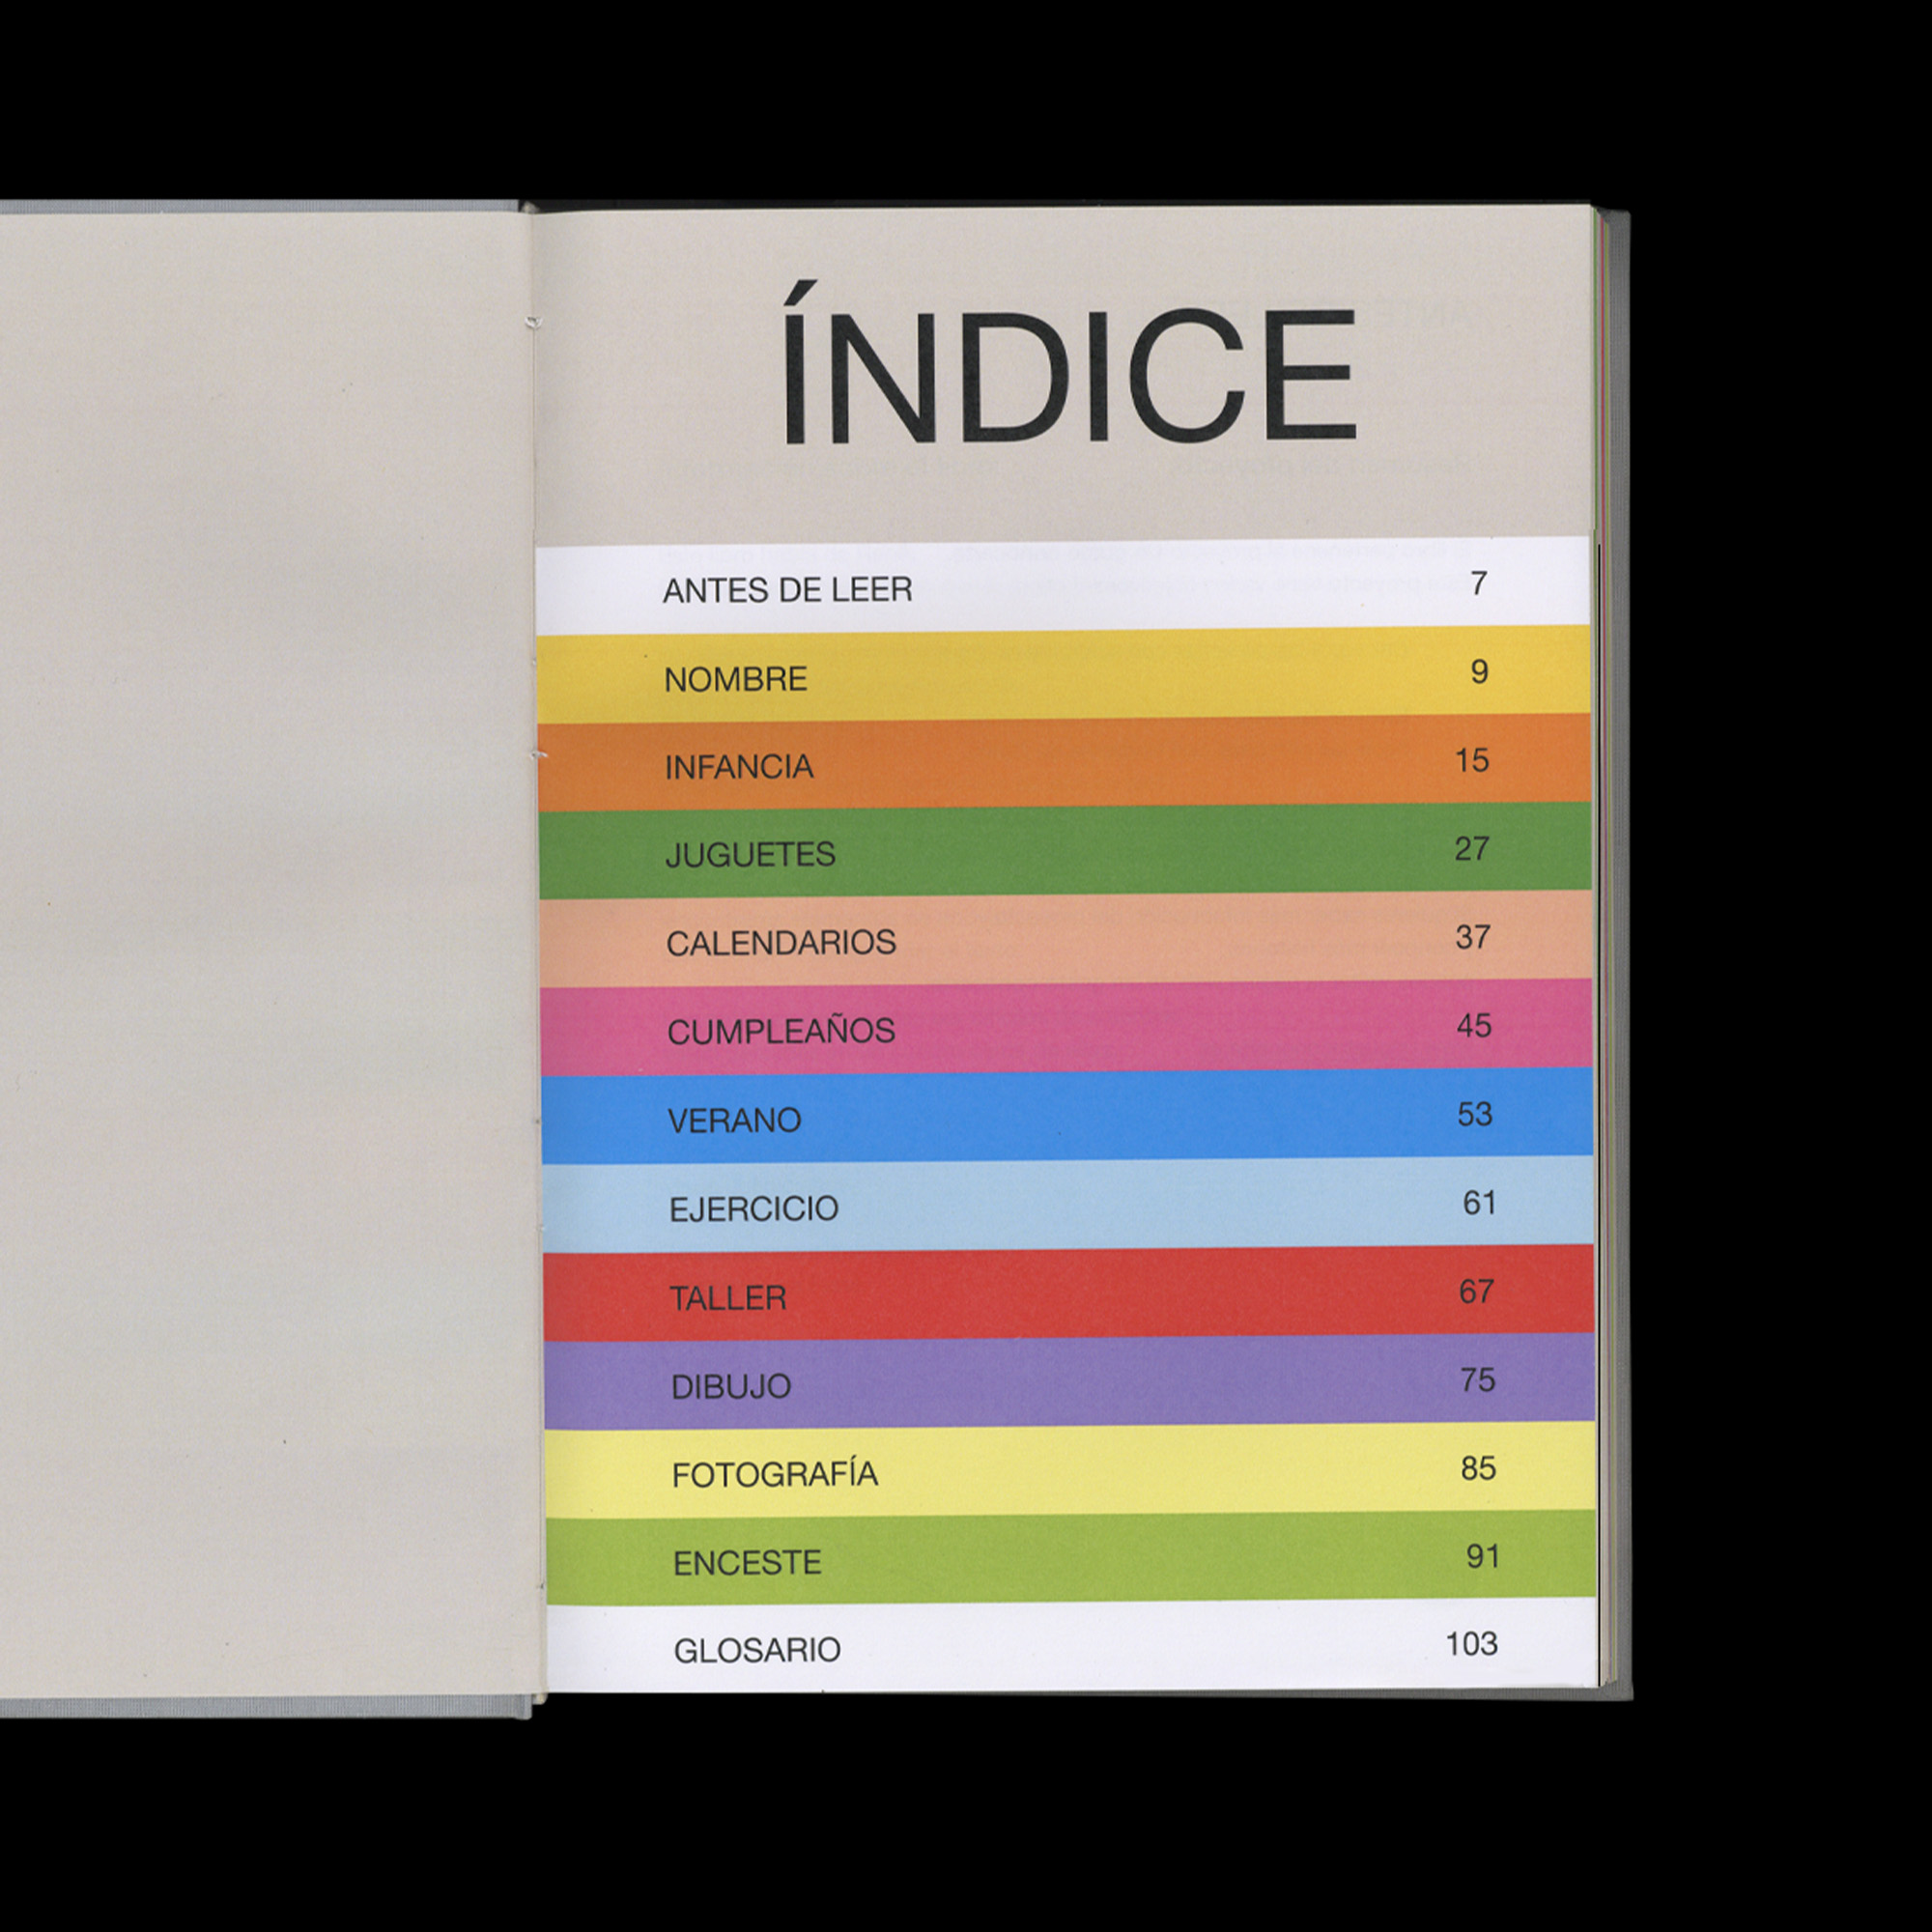 ÍNDICE
ANTES DE LEER 7
NOMBRE 9
INFANCIA 15
JUGUETES 27
CALENDARIOS 37
CUMPLEAÑOS 45
VERANO 53
EJERCICIO 61
TALLER 67
DIBUJO 75
FOTOGRAFÍA 85
ENCESTE 91
GLOSARIO 103